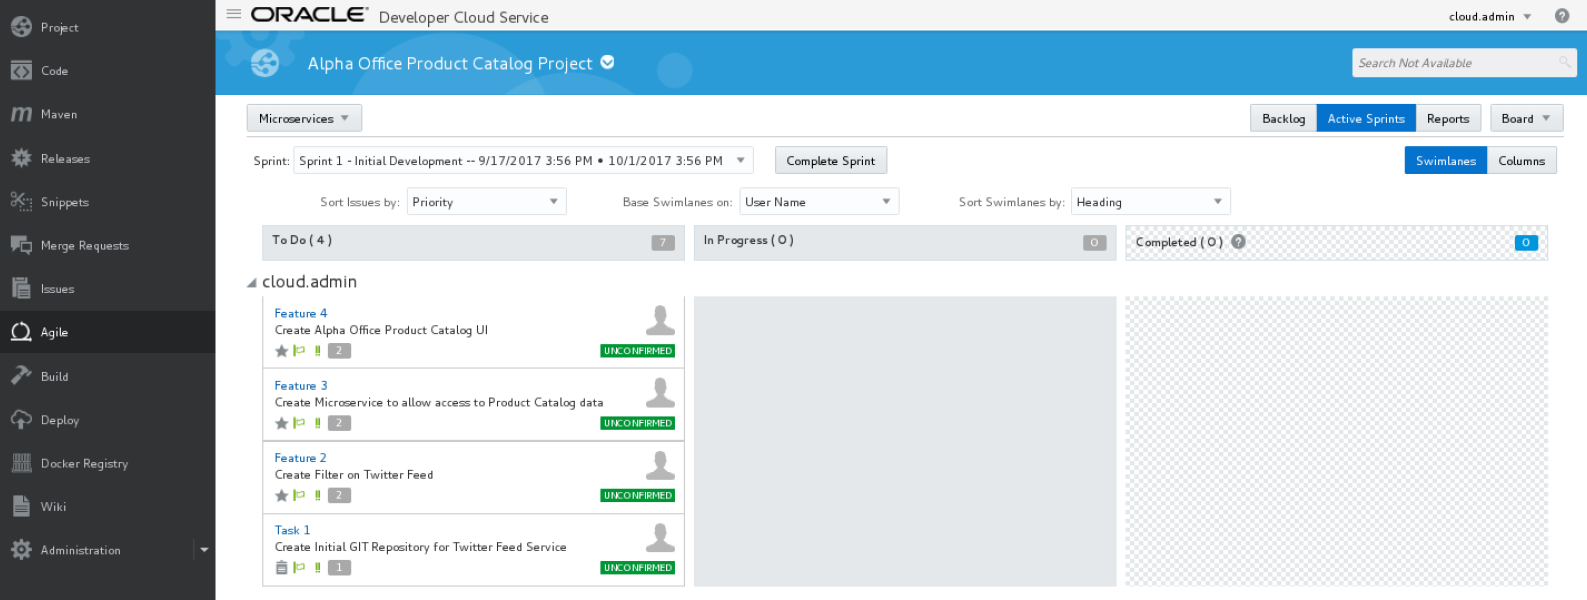 Project
Code
Maven
Releases
Snippets
Merge Requests
Issues
Agile
Build
Deploy
Docker Registry
Wiki
Administration
ORACLE Developer Cloud Service
cloud.admin
Alpha Office Product Catalog Project
Search Not Available
Microservices
Backlog Active Sprints Reports Board
Sprint: Sprint 1 - Initial Development -- 9/17/2017 3:56 PM • 10/1/2017 3:56 PM Complete Sprint
Swimlanes Columns
Sort Issues by: Priority Base Swimlanes on: User Name Sort Swimlanes by: Heading
To Do ( 4 ) 7 In Progress ( 0 ) 0 Completed ( 0 ) ? 0
cloud.admin
Feature 4
Create Alpha Office Product Catalog UI
2 UNCONFIRMED
Feature 3
Create Microservice to allow access to Product Catalog data
2 UNCONFIRMED
Feature 2
Create Filter on Twitter Feed
2 UNCONFIRMED
Task 1
Create Initial GIT Repository for Twitter Feed Service
1 UNCONFIRMED